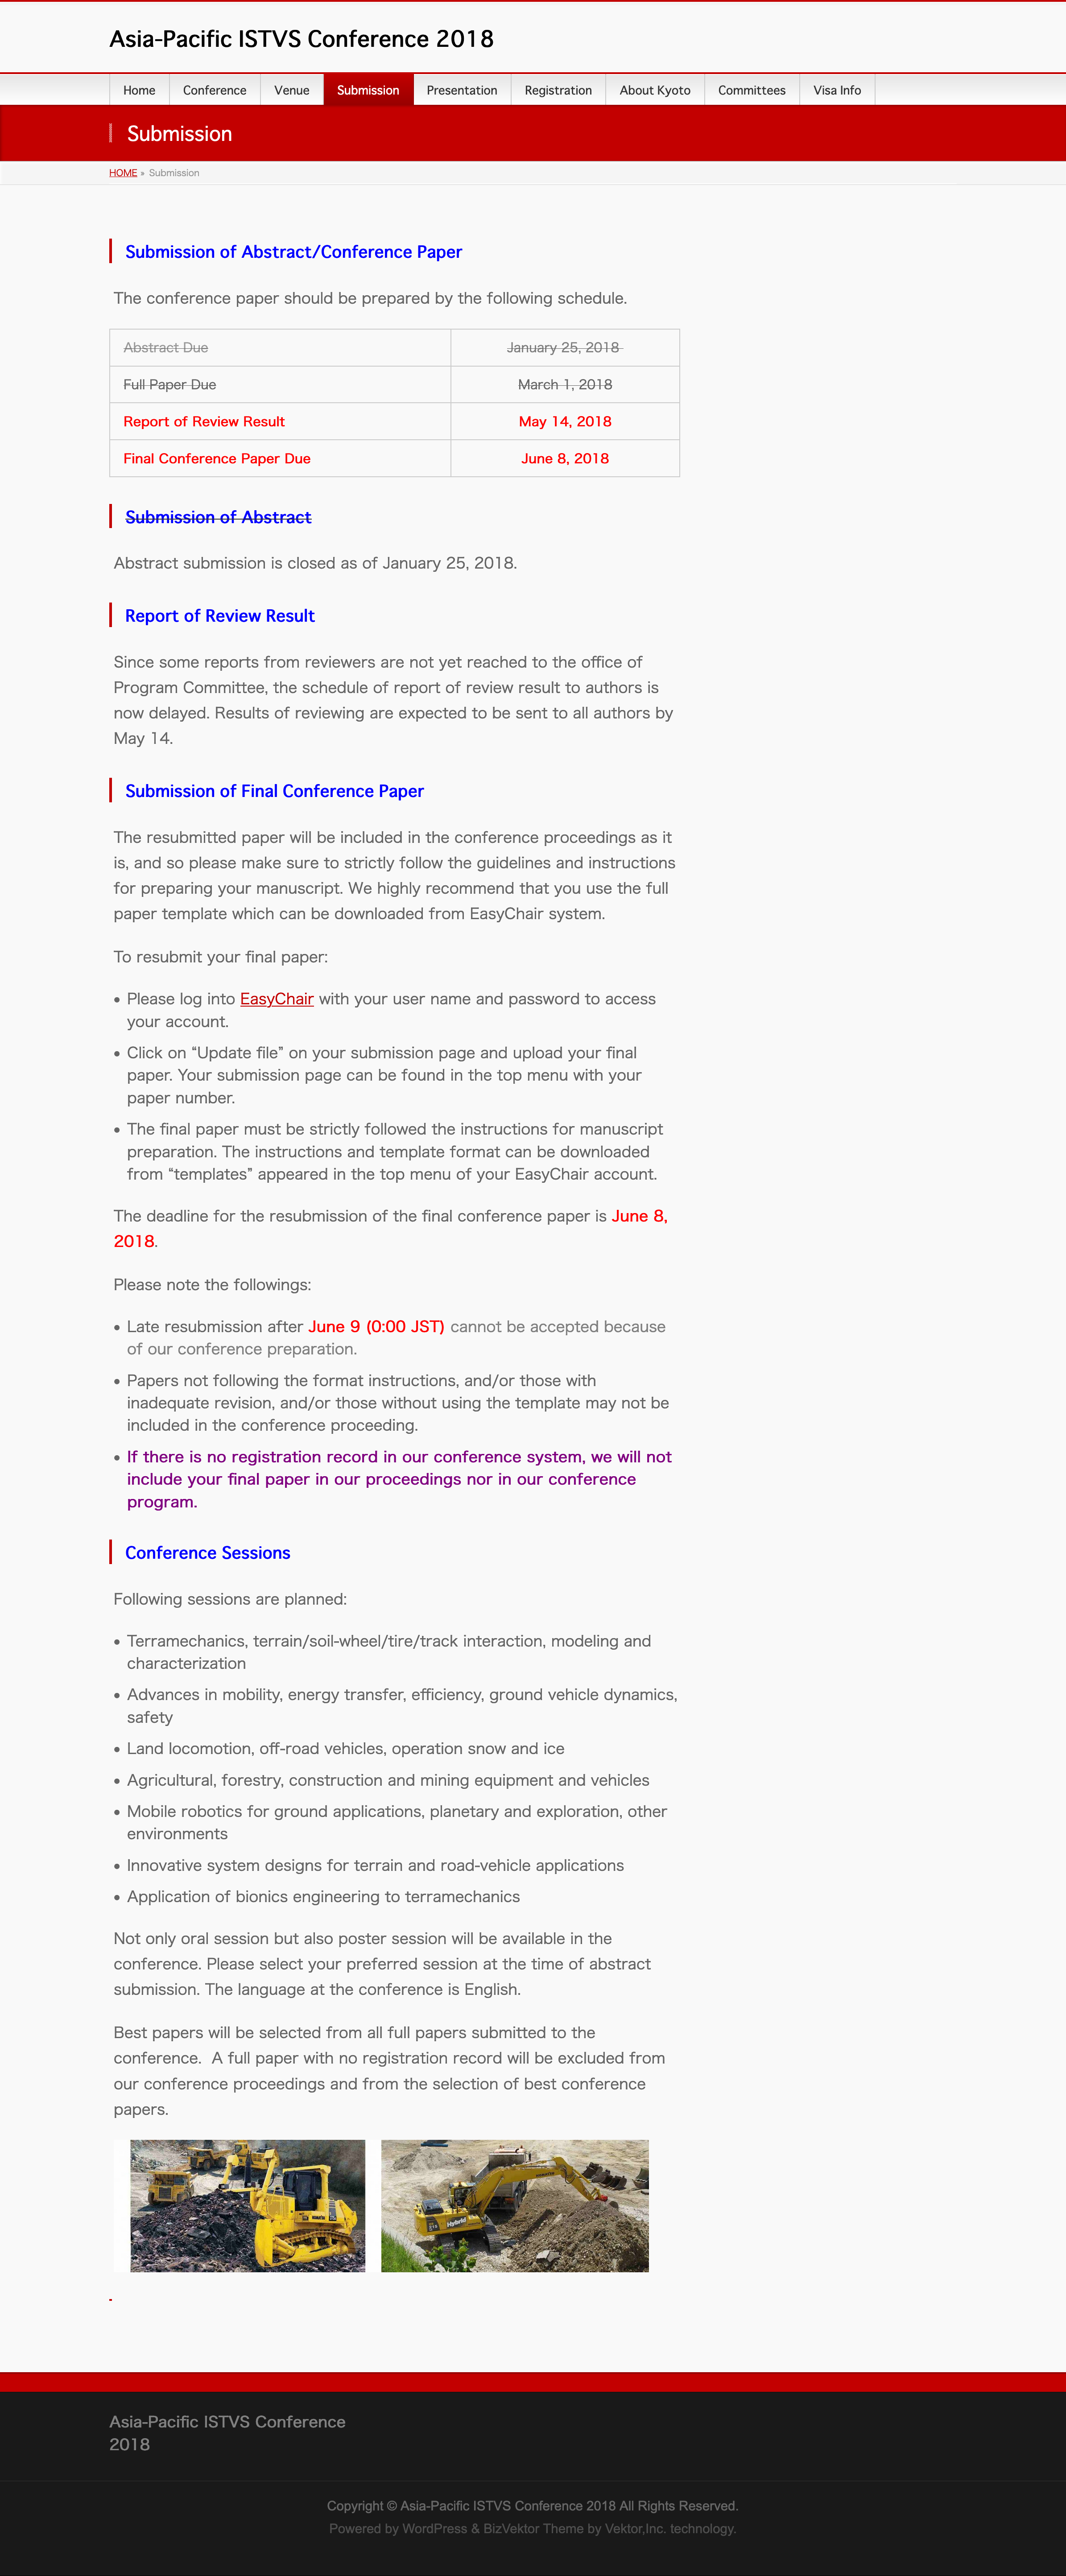 Asia-Pacific ISTVS Conference 2018
Home Conference Venue Submission Presentation Registration About Kyoto Committees Visa Info
Submission
HOME » Submission
Submission of Abstract/Conference Paper
The conference paper should be prepared by the following schedule.
Abstract Due January 25, 2018
Full Paper Due March 1, 2018
Report of Review Result May 14, 2018
Final Conference Paper Due June 8, 2018
Submission of Abstract
Abstract submission is closed as of January 25, 2018.
Report of Review Result
Since some reports from reviewers are not yet reached to the office of
Program Committee, the schedule of report of review result to authors is
now delayed. Results of reviewing are expected to be sent to all authors by
May 14.
Submission of Final Conference Paper
The resubmitted paper will be included in the conference proceedings as it
is, and so please make sure to strictly follow the guidelines and instructions
for preparing your manuscript. We highly recommend that you use the full
paper template which can be downloaded from EasyChair system.
To resubmit your final paper:
• Please log into EasyChair with your user name and password to access
your account.
• Click on “Update file” on your submission page and upload your final
paper. Your submission page can be found in the top menu with your
paper number.
• The final paper must be strictly followed the instructions for manuscript
preparation. The instructions and template format can be downloaded
from “templates” appeared in the top menu of your EasyChair account.
The deadline for the resubmission of the final conference paper is June 8,
2018.
Please note the followings:
• Late resubmission after June 9 (0:00 JST) cannot be accepted because
of our conference preparation.
• Papers not following the format instructions, and/or those with
inadequate revision, and/or those without using the template may not be
included in the conference proceeding.
• If there is no registration record in our conference system, we will not
include your final paper in our proceedings nor in our conference
program.
Conference Sessions
Following sessions are planned:
• Terramechanics, terrain/soil-wheel/tire/track interaction, modeling and
characterization
• Advances in mobility, energy transfer, efficiency, ground vehicle dynamics,
safety
• Land locomotion, off-road vehicles, operation snow and ice
• Agricultural, forestry, construction and mining equipment and vehicles
• Mobile robotics for ground applications, planetary and exploration, other
environments
• Innovative system designs for terrain and road-vehicle applications
• Application of bionics engineering to terramechanics
Not only oral session but also poster session will be available in the
conference. Please select your preferred session at the time of abstract
submission. The language at the conference is English.
Best papers will be selected from all full papers submitted to the
conference.  A full paper with no registration record will be excluded from
our conference proceedings and from the selection of best conference
papers.
Hybrid
Asia-Pacific ISTVS Conference
2018
Copyright © Asia-Pacific ISTVS Conference 2018 All Rights Reserved.
Powered by WordPress & BizVektor Theme by Vektor,Inc. technology.